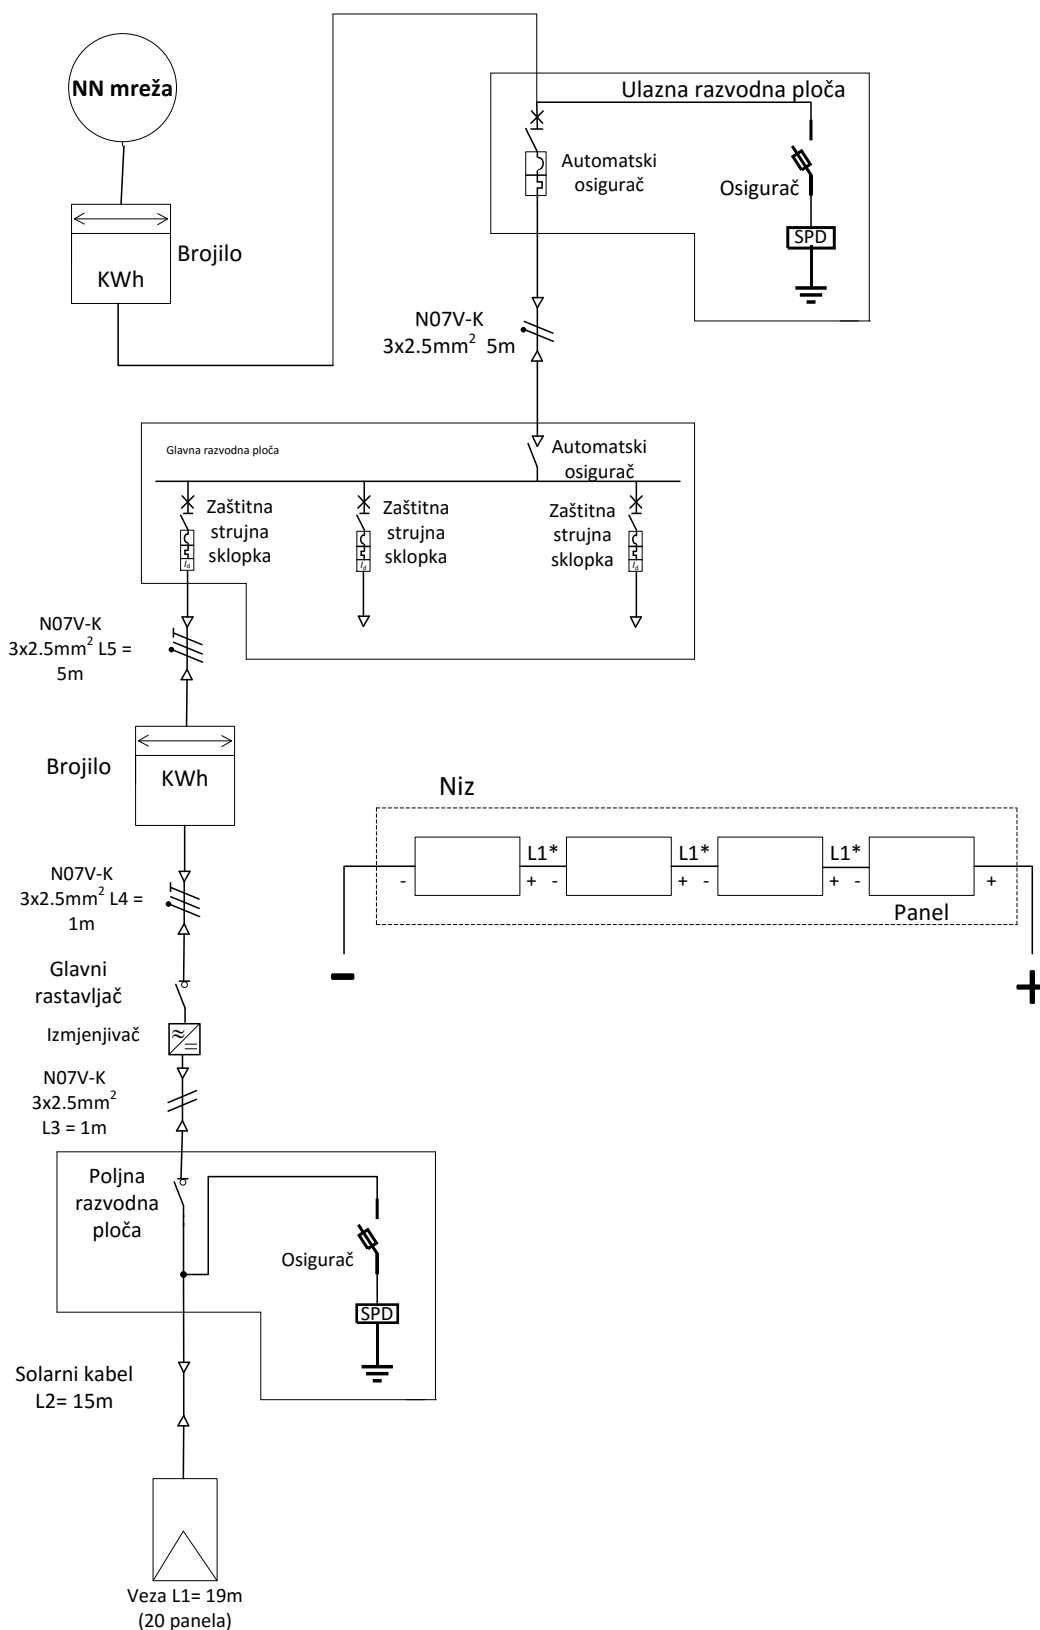 NN mreža
Brojilo
KWh
Ulazna razvodna ploča
Automatski
osigurač
Osigurač
SPD
N07V-K
3x2.5mm² 5m
Glavna razvodna ploča
Automatski
osigurač
Zaštitna
strujna
sklopka
Id
Zaštitna
strujna
sklopka
Id
Zaštitna
strujna
sklopka
Id
N07V-K
3x2.5mm² L5 =
5m
Brojilo
KWh
Niz
L1*
L1*
L1*
- + - + - + - +
Panel
-
+
N07V-K
3x2.5mm² L4 =
1m
Glavni
rastavljač
Izmjenjivač
N07V-K
3x2.5mm²
L3 = 1m
Poljna
razvodna
ploča
Osigurač
SPD
Solarni kabel
L2= 15m
Veza L1= 19m
(20 panela)